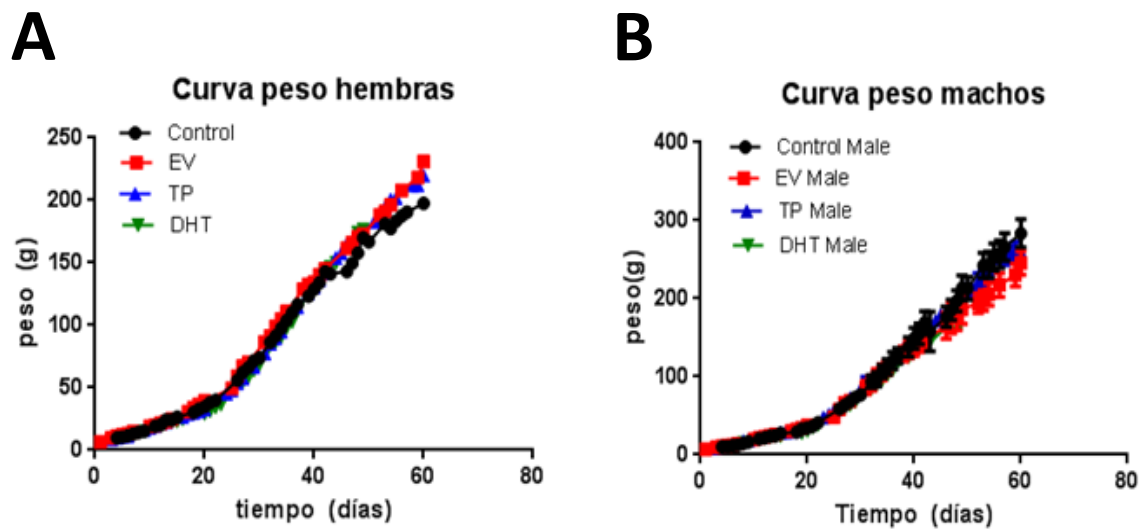 A
Curva peso hembras
Control
EV
TP
DHT
250
200
150
100
50
0
peso (g)
0 20 40 60 80
tiempo (días)
B
Curva peso machos
Control Male
EV Male
TP Male
DHT Male
400
300
200
100
0
peso(g)
0 20 40 60 80
Tiempo (días)